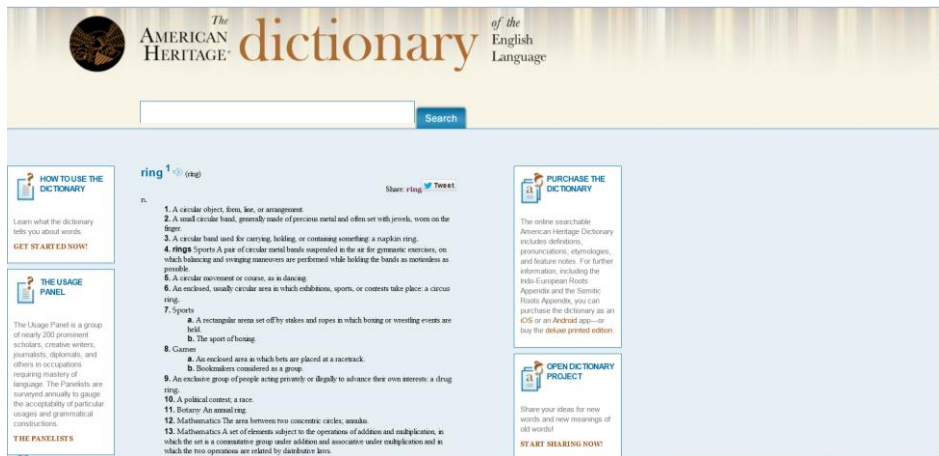 The
AMERICAN
HERITAGE®
dictionary
of the
English
Language
Search
HOW TO USE THE
DICTIONARY
Learn what the dictionary
tells you about words.
GET STARTED NOW!
THE USAGE
PANEL
The Usage Panel is a group
of nearly 200 prominent
scholars, creative writers,
journalists, diplomats, and
others in occupations
requiring mastery of
language. The Panelists are
surveyed annually to gauge
the acceptability of particular
usages and grammatical
constructions.
THE PANELISTS
ring 1 (ring)
Share: ring Tweet
n.
1. A circular object, form, line, or arrangement.
2. A small circular band, generally made of precious metal and often set with jewels, worn on the
finger.
3. A circular band used for carrying, holding, or containing something: a napkin ring.
4. rings Sports A pair of circular metal bands suspended in the air for gymnastic exercises, on
which balancing and swinging maneuvers are performed while holding the bands as motionless as
possible.
5. A circular movement or course, as in dancing.
6. An enclosed, usually circular area in which exhibitions, sports, or contests take place: a circus
ring.
7. Sports
a. A rectangular arena set off by stakes and ropes in which boxing or wrestling events are
held.
b. The sport of boxing.
8. Games
a. An enclosed area in which bets are placed at a racetrack.
b. Bookmakers considered as a group.
9. An exclusive group of people acting privately or illegally to advance their own interests: a drug
ring.
10. A political contest; a race.
11. Botany An annual ring.
12. Mathematics The area between two concentric circles; annulus.
13. Mathematics A set of elements subject to the operations of addition and multiplication, in
which the set is a commutative group under addition and associative under multiplication and in
which the two operations are related by distributive laws.
PURCHASE THE
DICTIONARY
The online searchable
American Heritage Dictionary
includes definitions,
pronunciations, etymologies,
and feature notes. For further
information, including the
Indo-European Roots
Appendix and the Semitic
Roots Appendix, you can
purchase the dictionary as an
iOS or an Android app—or
buy the deluxe printed edition.
OPEN DICTIONARY
PROJECT
Share your ideas for new
words and new meanings of
old words!
START SHARING NOW!